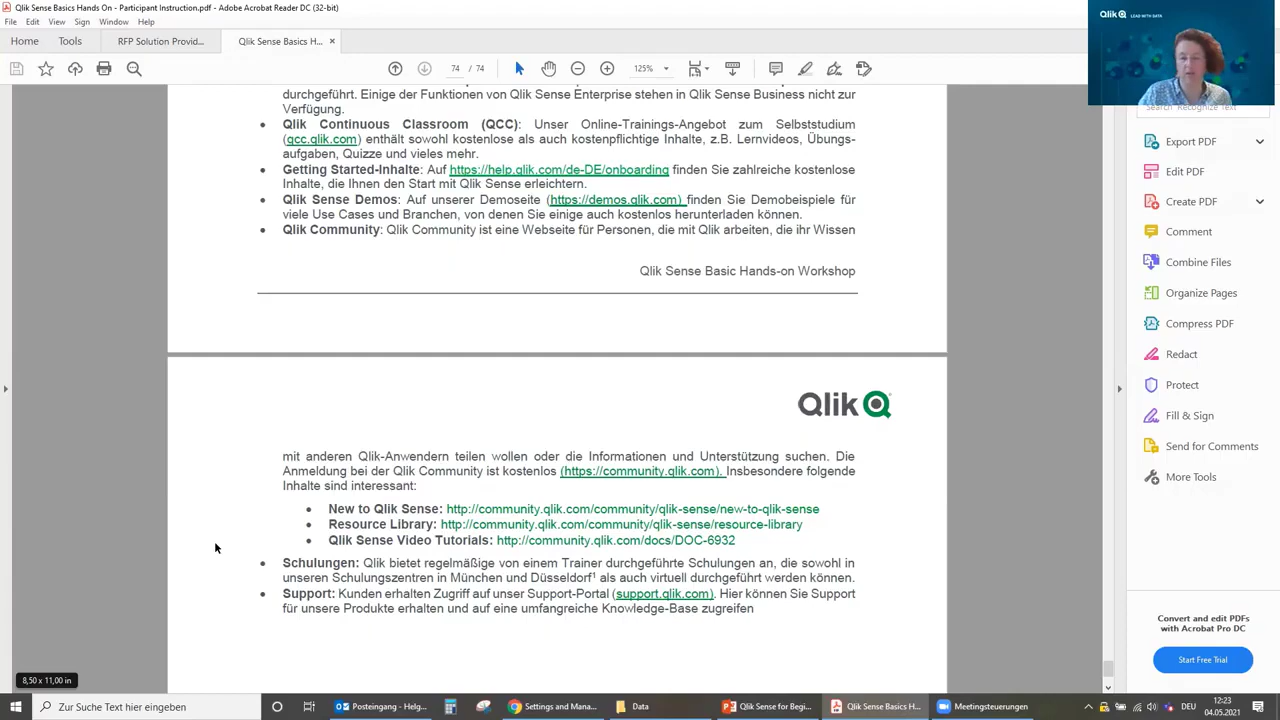 Qlik Sense Basics Hands On - Participant Instruction.pdf - Adobe Acrobat Reader DC (32-bit)
File Edit View Sign Window Help
Home Tools RFP Solution Provid... Qlik Sense Basics H... ×
74 / 74 125%
Qlik LEAD WITH DATA
durchgeführt. Einige der Funktionen von Qlik Sense Enterprise stehen in Qlik Sense Business nicht zur
Verfügung.
• Qlik Continuous Classroom (QCC): Unser Online-Trainings-Angebot zum Selbststudium
(qcc.qlik.com) enthält sowohl kostenlose als auch kostenpflichtige Inhalte, z.B. Lernvideos, Übungs-
aufgaben, Quizze und vieles mehr.
• Getting Started-Inhalte: Auf https://help.qlik.com/de-DE/onboarding finden Sie zahlreiche kostenlose
Inhalte, die Ihnen den Start mit Qlik Sense erleichtern.
• Qlik Sense Demos: Auf unserer Demoseite (https://demos.qlik.com) finden Sie Demobeispiele für
viele Use Cases und Branchen, von denen Sie einige auch kostenlos herunterladen können.
• Qlik Community: Qlik Community ist eine Webseite für Personen, die mit Qlik arbeiten, die ihr Wissen
Qlik Sense Basic Hands-on Workshop
Qlik
mit anderen Qlik-Anwendern teilen wollen oder die Informationen und Unterstützung suchen. Die
Anmeldung bei der Qlik Community ist kostenlos (https://community.qlik.com). Insbesondere folgende
Inhalte sind interessant:
• New to Qlik Sense: http://community.qlik.com/community/qlik-sense/new-to-qlik-sense
• Resource Library: http://community.qlik.com/community/qlik-sense/resource-library
• Qlik Sense Video Tutorials: http://community.qlik.com/docs/DOC-6932
• Schulungen: Qlik bietet regelmäßige von einem Trainer durchgeführte Schulungen an, die sowohl in
unseren Schulungszentren in München und Düsseldorf¹ als auch virtuell durchgeführt werden können.
• Support: Kunden erhalten Zugriff auf unser Support-Portal (support.qlik.com). Hier können Sie Support
für unsere Produkte erhalten und auf eine umfangreiche Knowledge-Base zugreifen
8,50 x 11,00 in
Search 'Recognize Text'
Export PDF
Edit PDF
Create PDF
Comment
Combine Files
Organize Pages
Compress PDF
Redact
Protect
Fill & Sign
Send for Comments
More Tools
Convert and edit PDFs
with Acrobat Pro DC
Start Free Trial
Zur Suche Text hier eingeben
Posteingang - Helg...
Settings and Mana...
Data
Qlik Sense for Begi...
Qlik Sense Basics H...
Meetingsteuerungen
DEU
12:23
04.05.2021